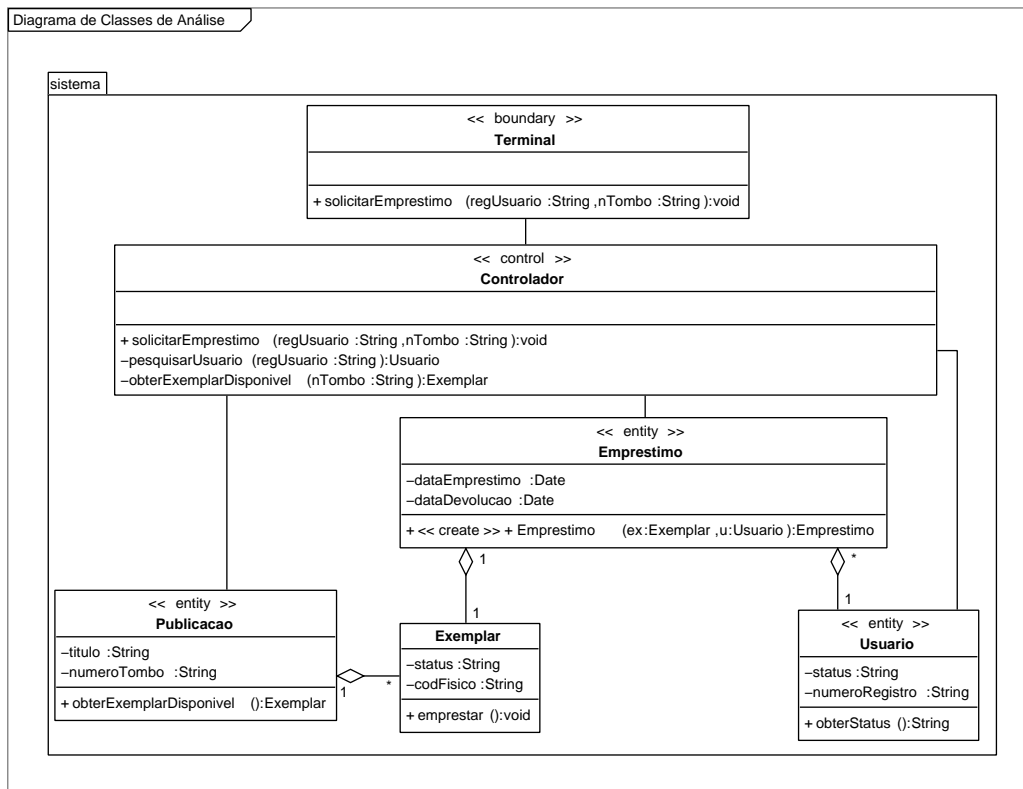 Diagrama de Classes de Análise
sistema
<< boundary >>
Terminal
+ solicitarEmprestimo (regUsuario :String ,nTombo :String ):void
<< control >>
Controlador
+ solicitarEmprestimo (regUsuario :String ,nTombo :String ):void
−pesquisarUsuario (regUsuario :String ):Usuario
−obterExemplarDisponivel (nTombo :String ):Exemplar
<< entity >>
Emprestimo
−dataEmprestimo :Date
−dataDevolucao :Date
+ << create >> + Emprestimo (ex:Exemplar ,u:Usuario ):Emprestimo
1
*
1
1
<< entity >>
Publicacao
−titulo :String
−numeroTombo :String
+ obterExemplarDisponivel ():Exemplar
1
*
Exemplar
−status :String
−codFisico :String
+ emprestar ():void
<< entity >>
Usuario
−status :String
−numeroRegistro :String
+ obterStatus ():String